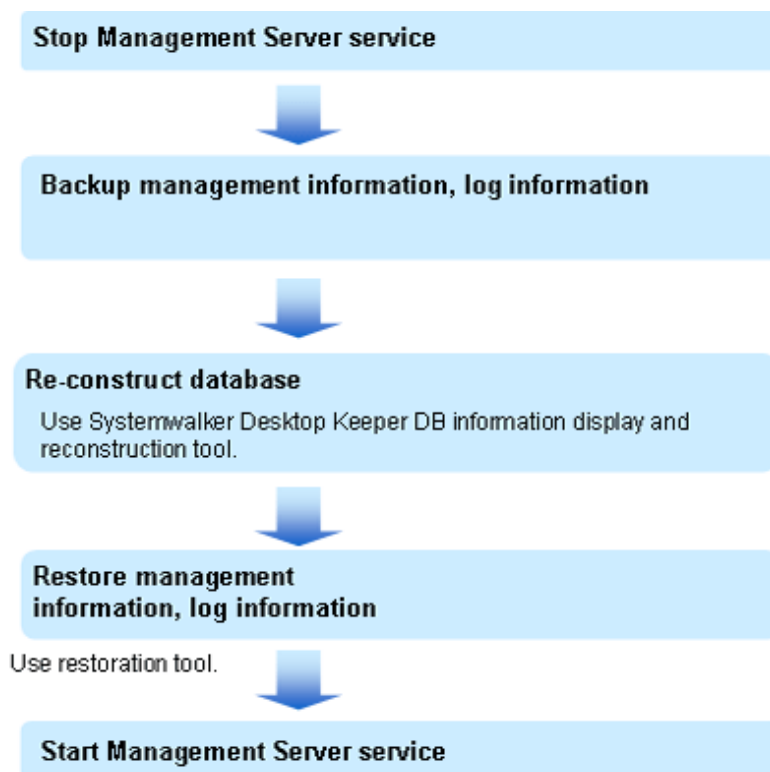 Stop Management Server service
Backup management information, log information
Re-construct database
Use Systemwalker Desktop Keeper DB information display and
reconstruction tool.
Restore management
information, log information
Use restoration tool.
Start Management Server service